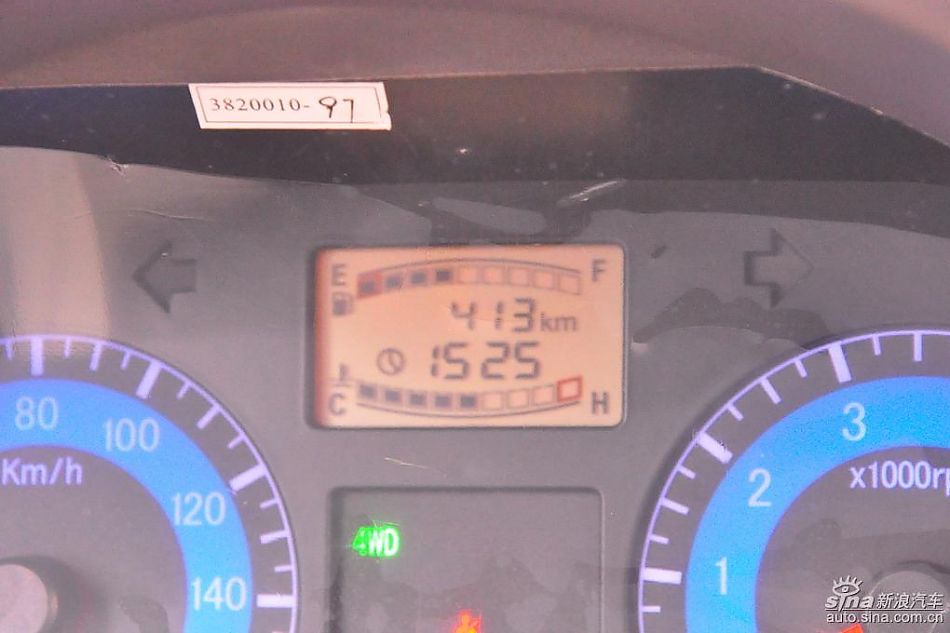 3820010-97
E F
413km
1525
C H
80
100
120
140
Km/h
3
2
1
x1000rp
4WD
sina新浪汽车
auto.sina.com.cn